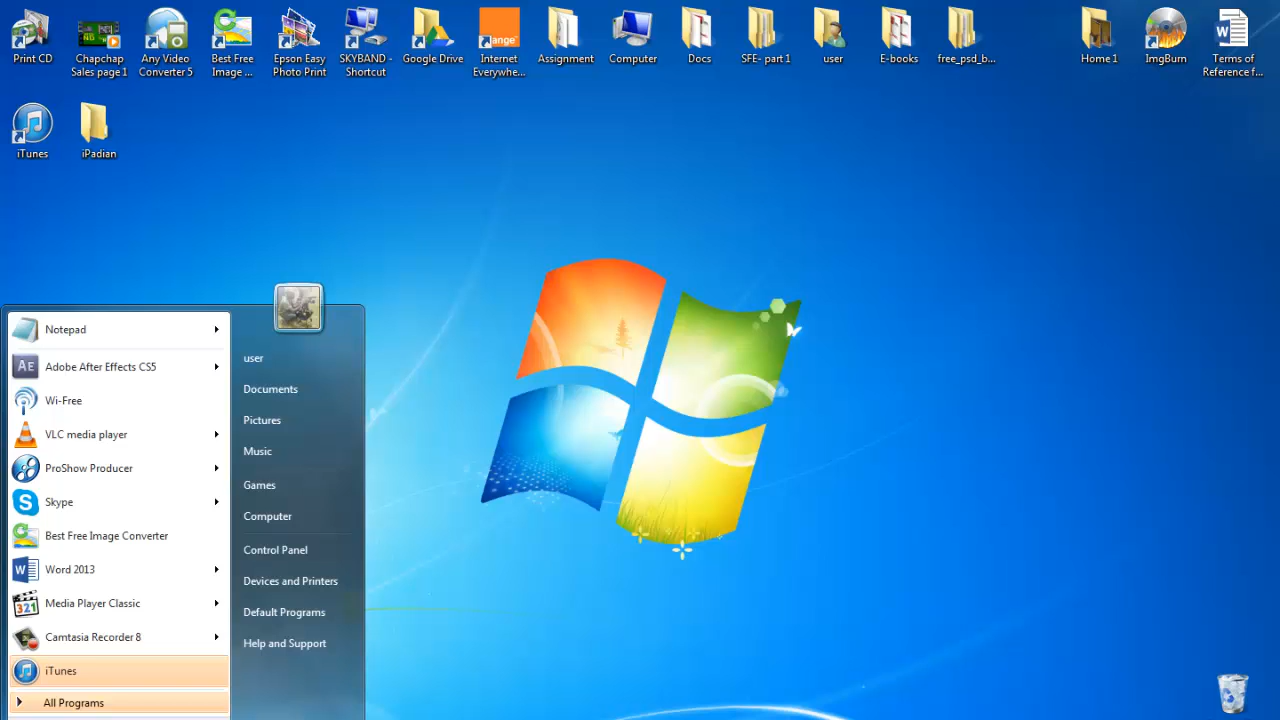 Print CD
Chapchap
Sales page 1
Any Video
Converter 5
Best Free
Image ...
Epson Easy
Photo Print
SKYBAND -
Shortcut
Google Drive
ange™
Internet
Everywhe...
Assignment
Computer
Docs
SFE- part 1
user
E-books
free_psd_b...
Home 1
ImgBurn
W
Terms of
Reference f...
iTunes
iPadian
Notepad
AE
Adobe After Effects CS5
Wi-Free
VLC media player
ProShow Producer
S
Skype
Best Free Image Converter
W
Word 2013
321
Media Player Classic
Camtasia Recorder 8
iTunes
All Programs
user
Documents
Pictures
Music
Games
Computer
Control Panel
Devices and Printers
Default Programs
Help and Support